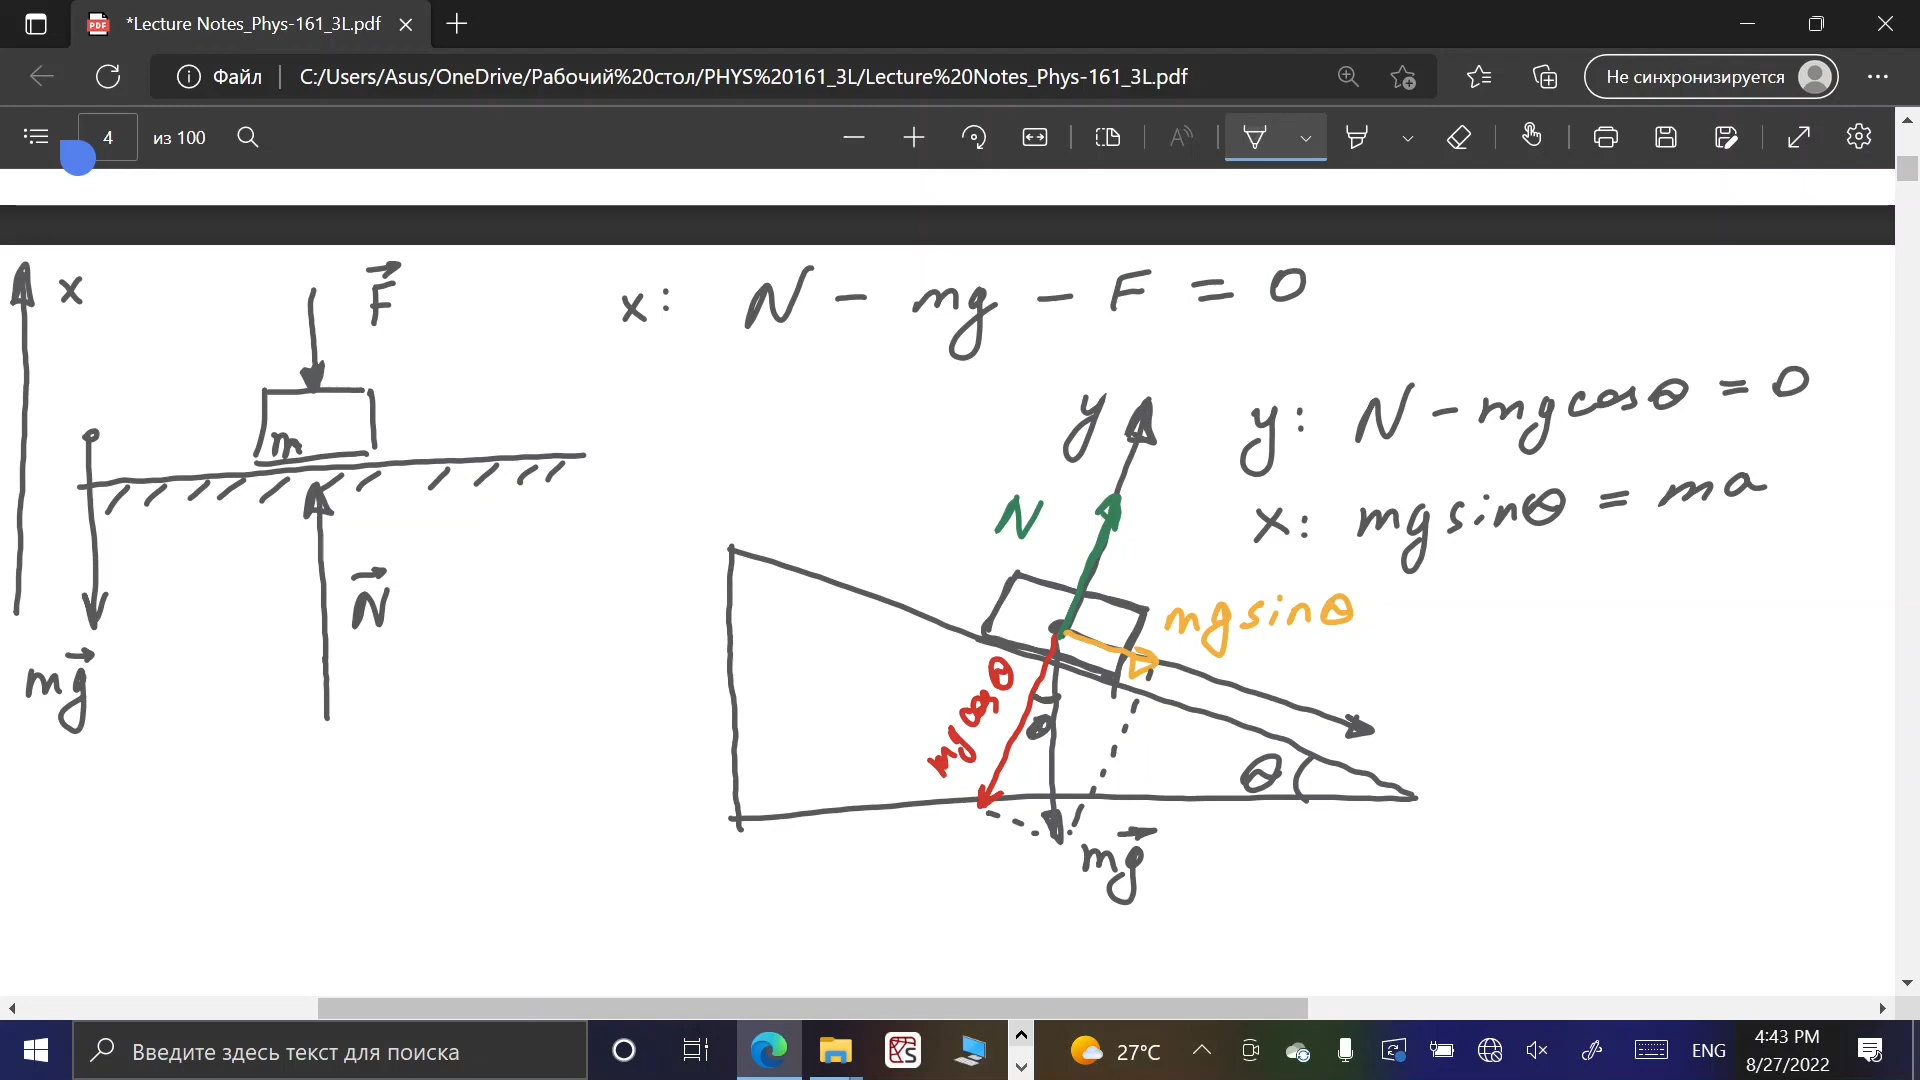 *Lecture Notes_Phys-161_3L.pdf
Файл C:/Users/Asus/OneDrive/Рабочий%20стол/PHYS%20161_3L/Lecture%20Notes_Phys-161_3L.pdf Не синхронизируется
4 из 100
x
F
x: N - mg - F = 0
m
y
y: N - mg cosθ = 0
x: mg sinθ = ma
N
mg sinθ
N
mg
mg cosθ
θ
θ
mg
Введите здесь текст для поиска
27°C
ENG
4:43 PM
8/27/2022